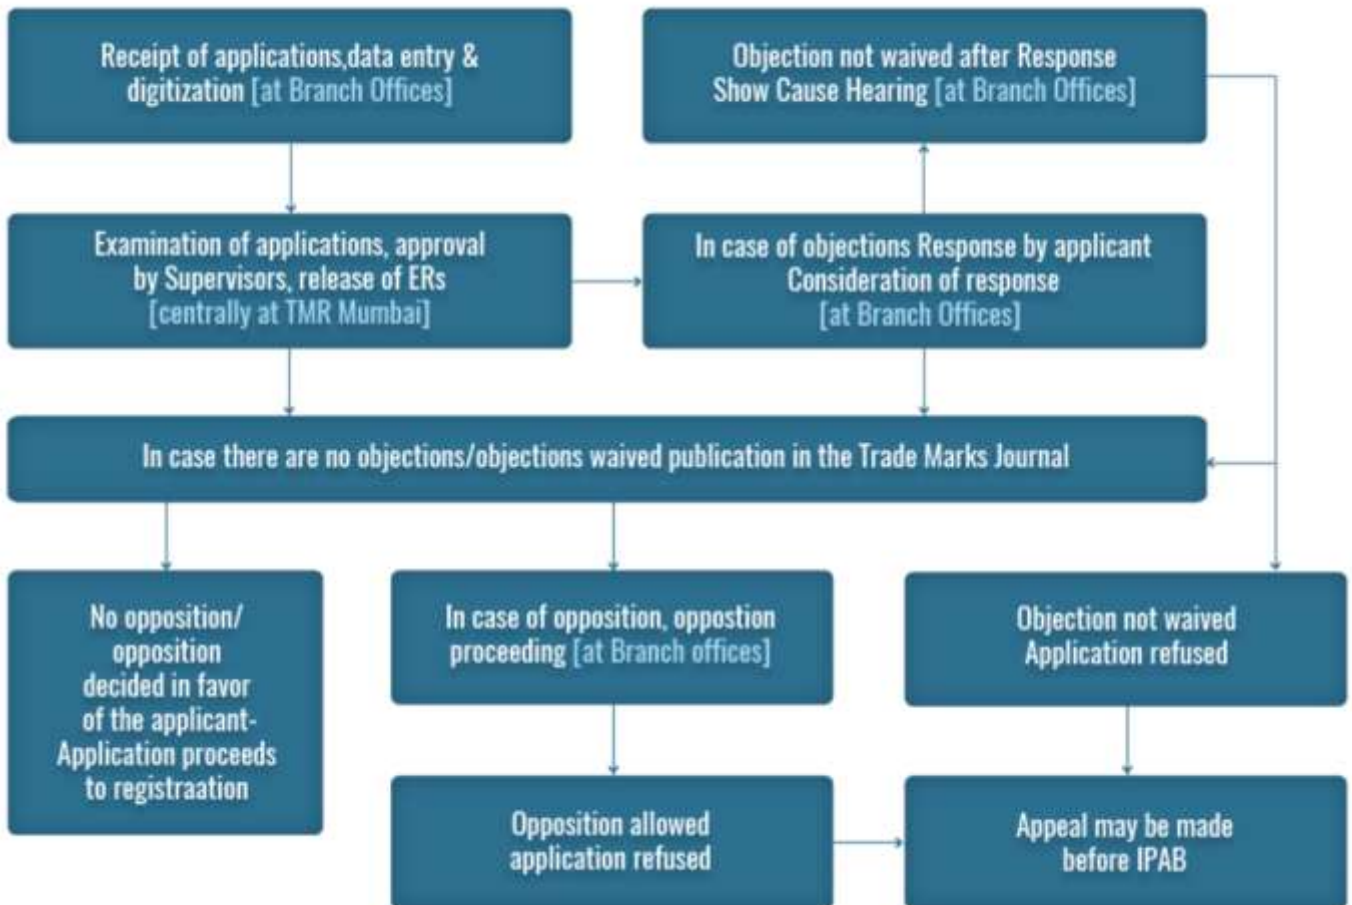 Receipt of applications,data entry &
digitization [at Branch Offices]
Objection not waived after Response
Show Cause Hearing [at Branch Offices]
Examination of applications, approval
by Supervisors, release of ERs
[centrally at TMR Mumbai]
In case of objections Response by applicant
Consideration of response
[at Branch Offices]
In case there are no objections/objections waived publication in the Trade Marks Journal
No opposition/
opposition
decided in favor
of the applicant-
Application proceeds
to registraation
In case of opposition, oppostion
proceeding [at Branch offices]
Objection not waived
Application refused
Opposition allowed
application refused
Appeal may be made
before IPAB